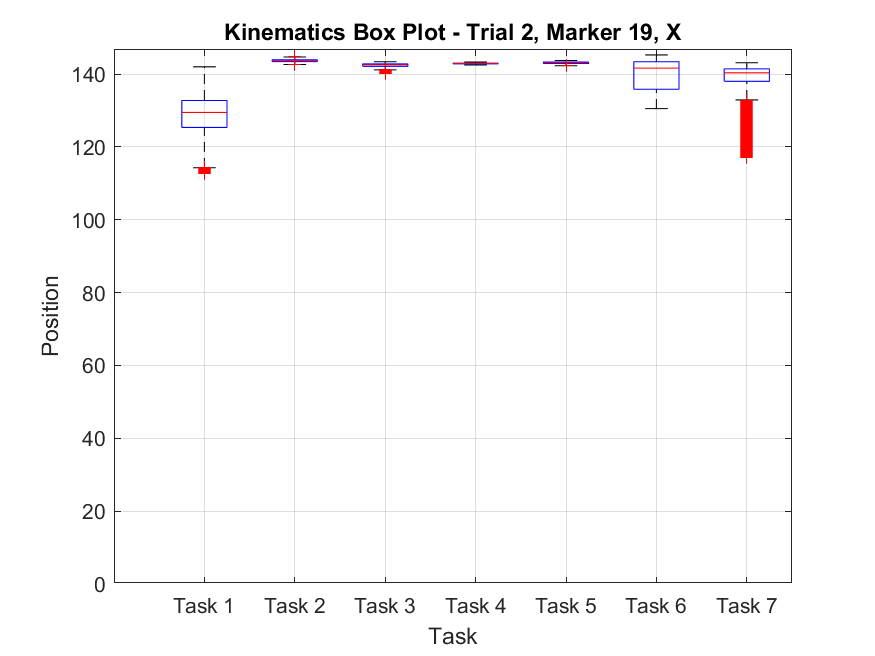 Kinematics Box Plot - Trial 2, Marker 19, X
140
120
100
80
60
40
20
0
Position
Task 1 Task 2 Task 3 Task 4 Task 5 Task 6 Task 7
Task